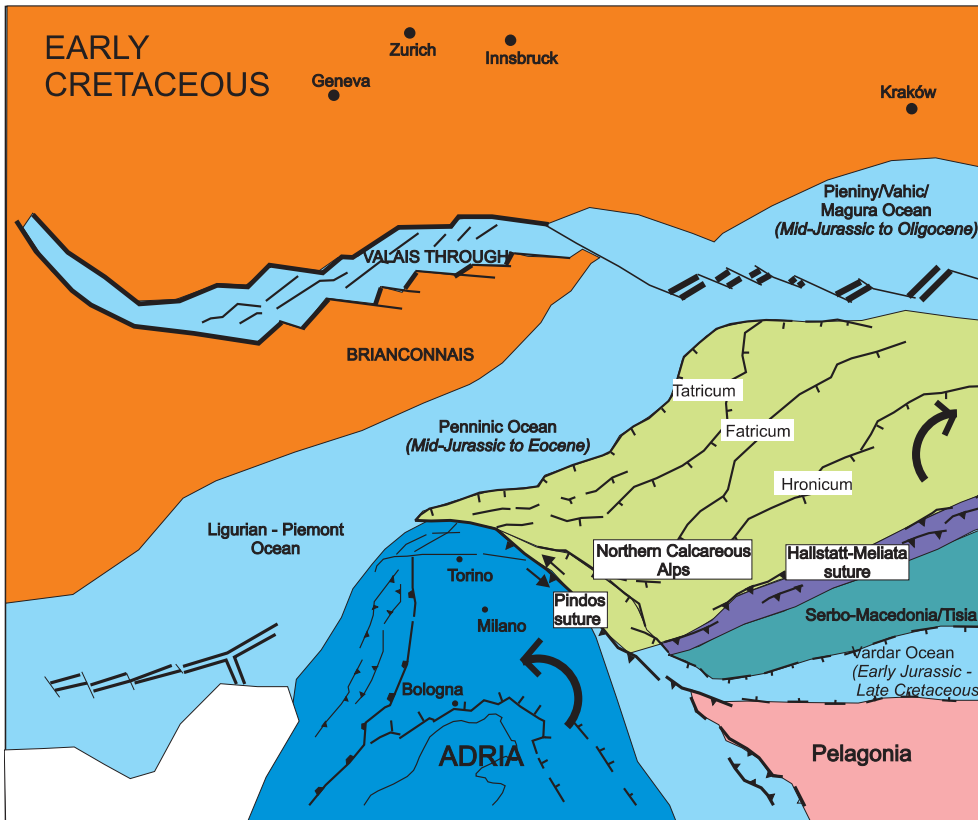 EARLY
CRETACEOUS
Zurich
Innsbruck
Geneva
Kraków
Pieniny/Vahic/
Magura Ocean
(Mid-Jurassic to Oligocene)
VALAIS THROUGH
BRIANCONNAIS
Tatricum
Fatricum
Penninic Ocean
(Mid-Jurassic to Eocene)
Hronicum
Ligurian - Piemont
Ocean
Northern Calcareous
Alps
Hallstatt-Meliata
suture
Torino
Pindos
suture
Milano
Serbo-Macedonia/Tisia
Vardar Ocean
(Early Jurassic -
Late Cretaceous
Bologna
ADRIA
Pelagonia